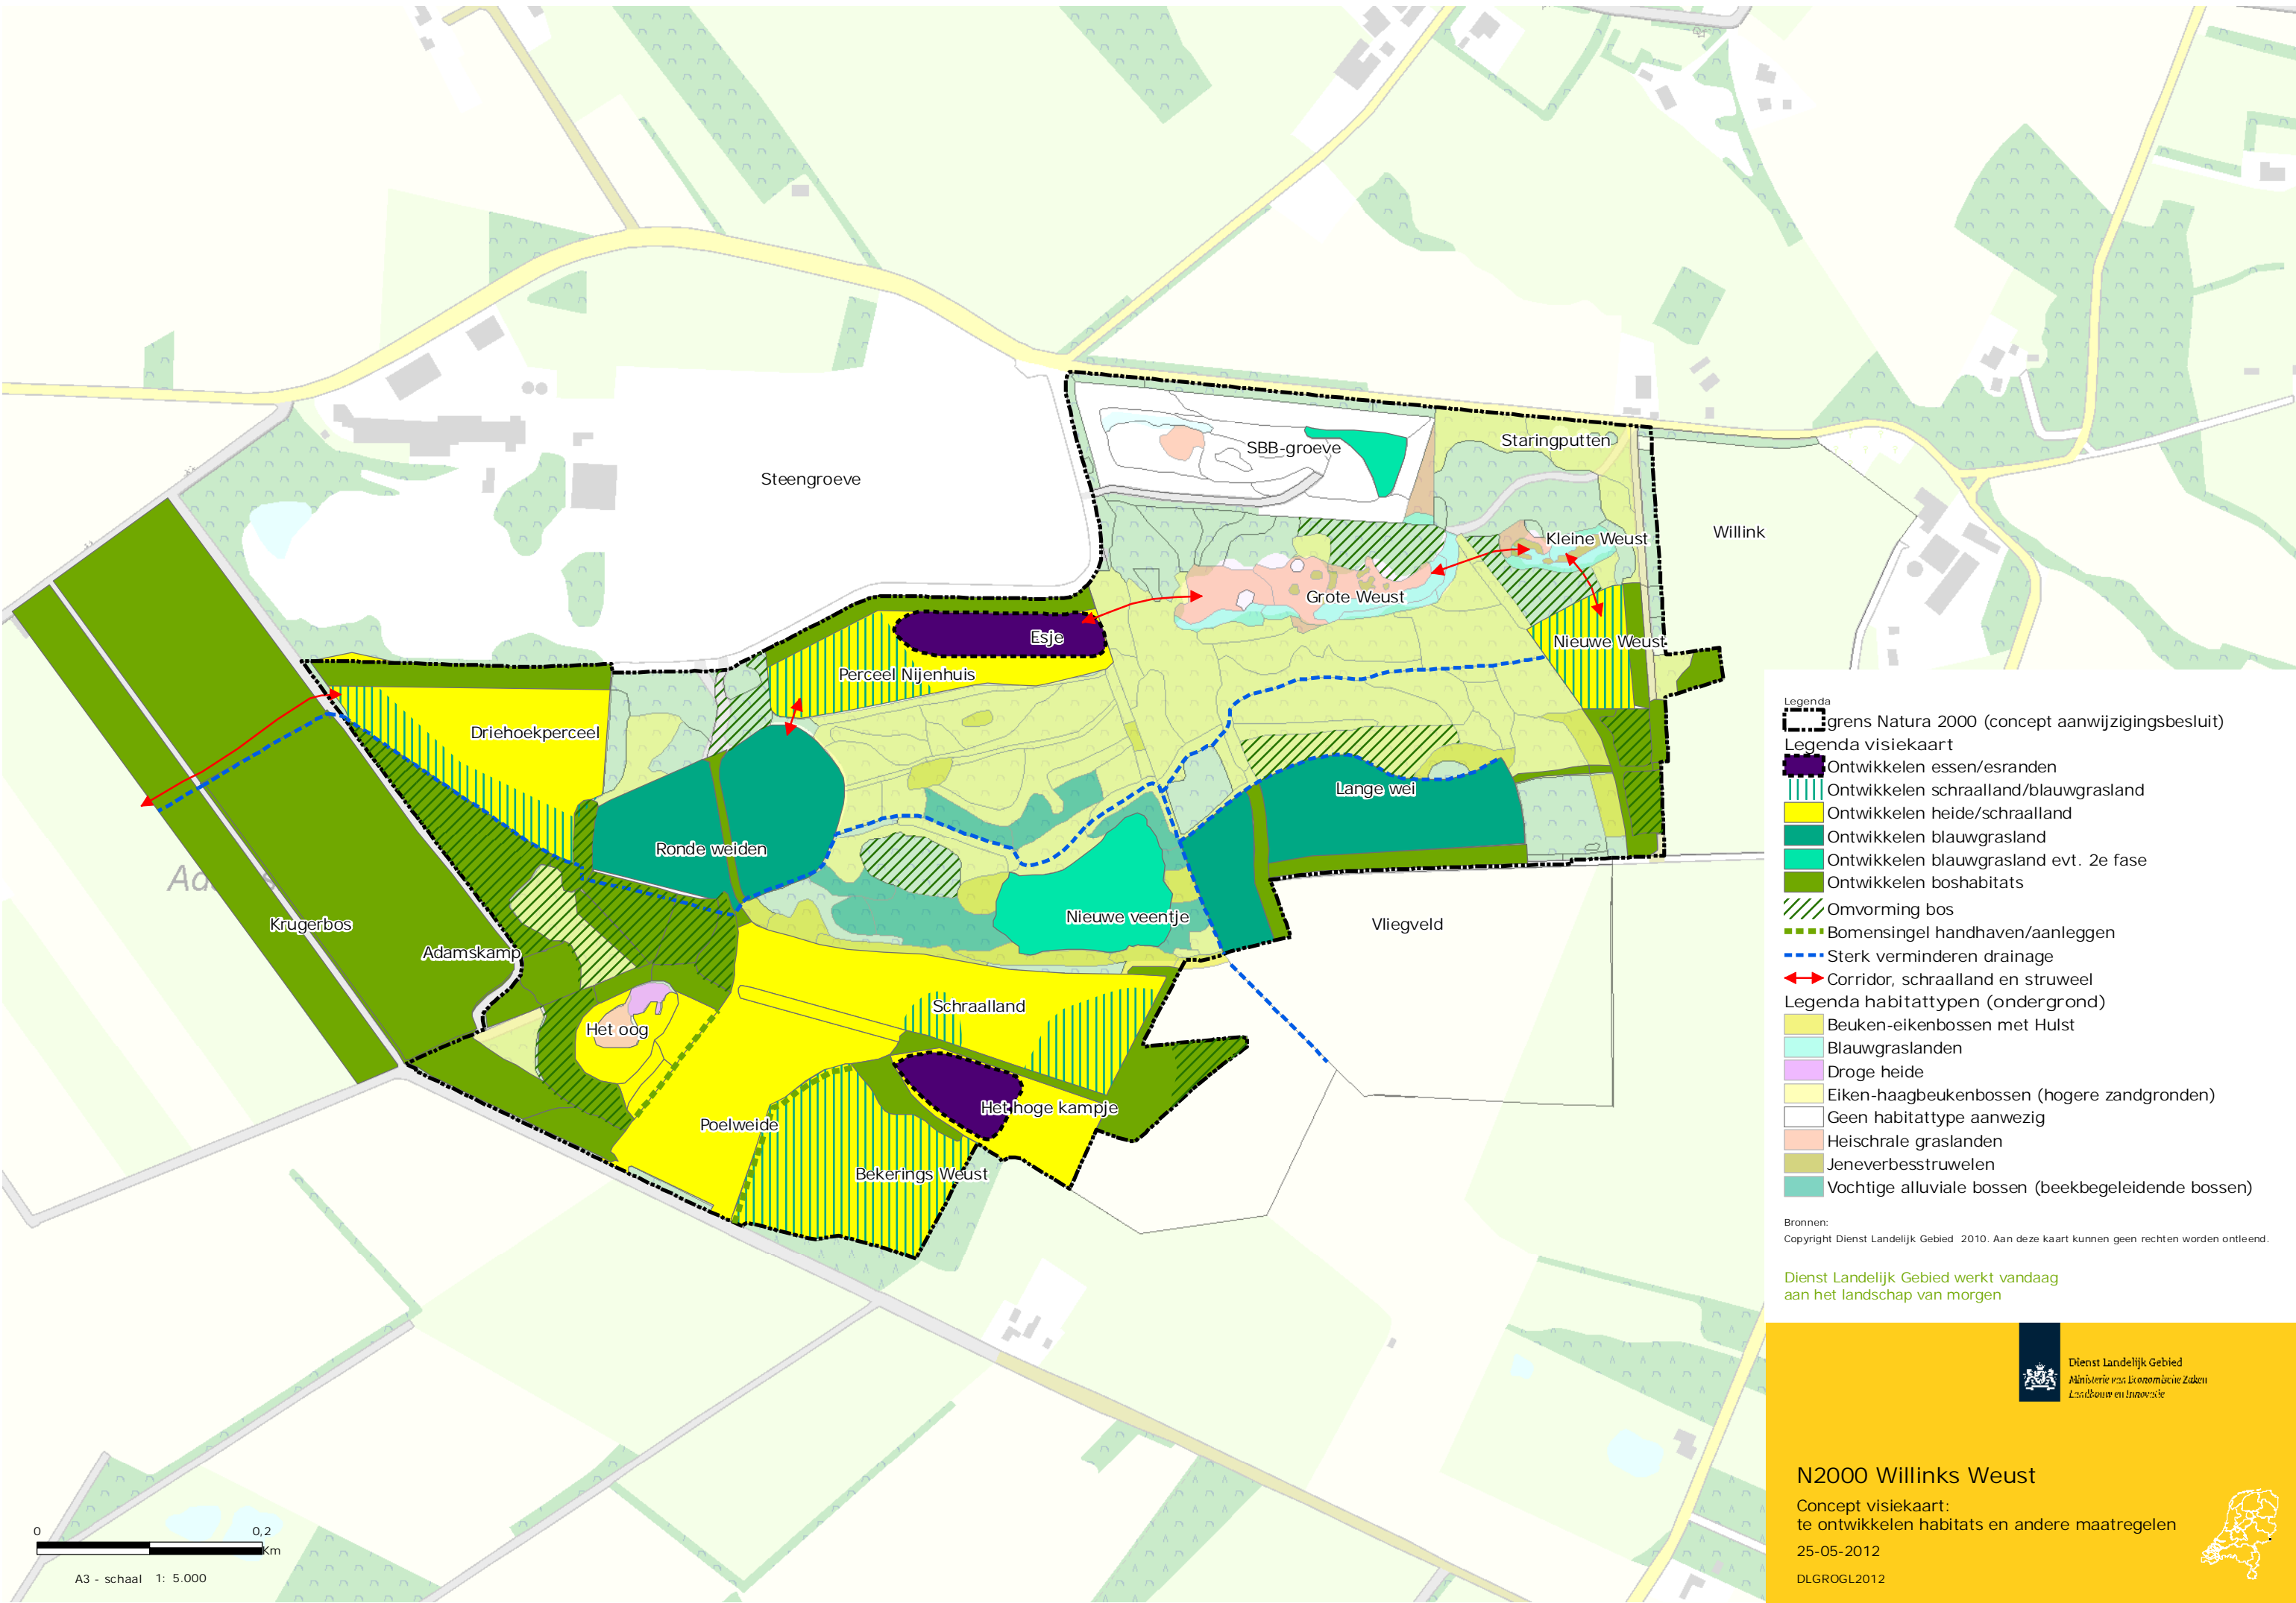 SBB-groeve
Staringputten
Steengroeve
Willink
Kleine Weust
Grote Weust
Esje
Nieuwe Weust
Perceel Nijenhuis
Driehoekperceel
Lange wei
Ronde weiden
Nieuwe veentje
Vliegveld
Krugerbos
Adamskamp
Schraalland
Het oog
Het hoge kampje
Poelweide
Bekerings Weust
0 0,2
Km
A3 - schaal 1: 5.000
Legenda
grens Natura 2000 (concept aanwijzigingsbesluit)
Legenda visiekaart
Ontwikkelen essen/esranden
Ontwikkelen schraalland/blauwgrasland
Ontwikkelen heide/schraalland
Ontwikkelen blauwgrasland
Ontwikkelen blauwgrasland evt. 2e fase
Ontwikkelen boshabitats
Omvorming bos
Bomensingel handhaven/aanleggen
Sterk verminderen drainage
Corridor, schraalland en struweel
Legenda habitattypen (ondergrond)
Beuken-eikenbossen met Hulst
Blauwgraslanden
Droge heide
Eiken-haagbeukenbossen (hogere zandgronden)
Geen habitattype aanwezig
Heischrale graslanden
Jeneverbesstruwelen
Vochtige alluviale bossen (beekbegeleidende bossen)
Bronnen:
Copyright Dienst Landelijk Gebied 2010. Aan deze kaart kunnen geen rechten worden ontleend.
Dienst Landelijk Gebied werkt vandaag
aan het landschap van morgen
Dienst Landelijk Gebied
Ministerie van Economische Zaken
Landbouw en Innovatie
N2000 Willinks Weust
Concept visiekaart:
te ontwikkelen habitats en andere maatregelen
25-05-2012
DLGROGL2012